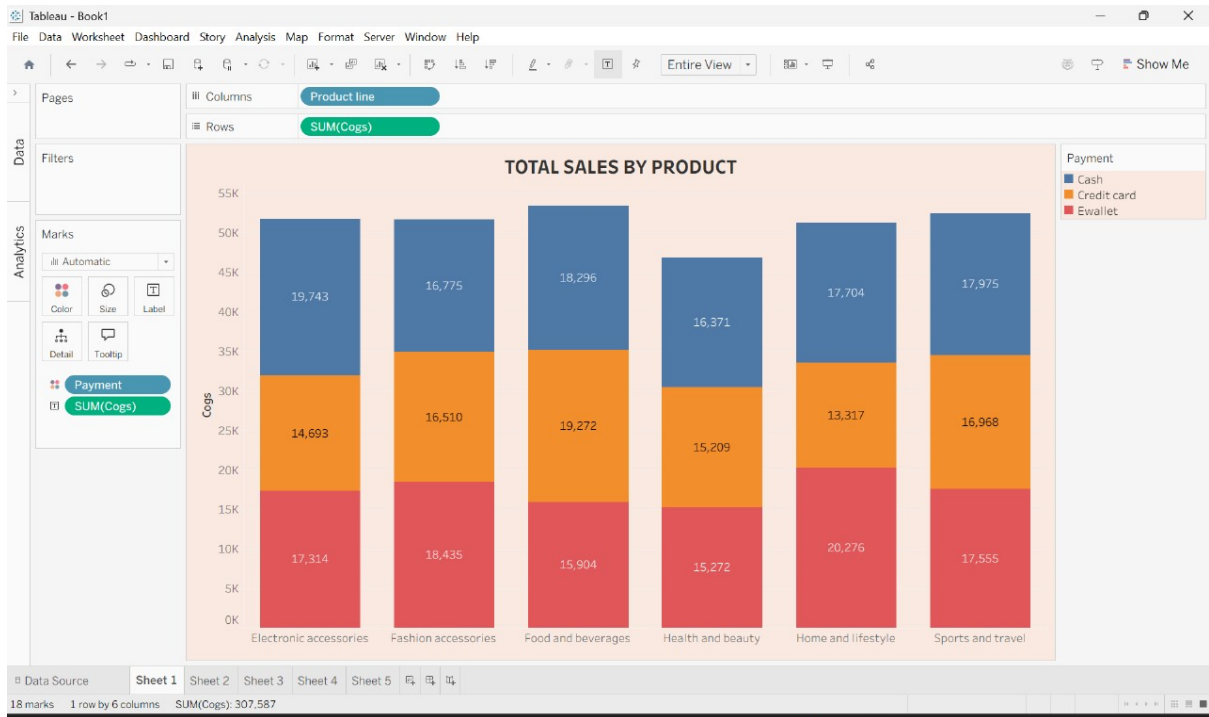 Tableau - Book1
File Data Worksheet Dashboard Story Analysis Map Format Server Window Help
Entire View
Show Me
Pages
Columns
Product line
Rows
SUM(Cogs)
Data
Analytics
Filters
Marks
Automatic
Color Size Label
Detail Tooltip
Payment
SUM(Cogs)
TOTAL SALES BY PRODUCT
Cogs
55K
50K
45K
40K
35K
30K
25K
20K
15K
10K
5K
0K
19,743 16,775 18,296 16,371 17,704 17,975
14,693 16,510 19,272 15,209 13,317 16,968
17,314 18,435 15,904 15,272 20,276 17,555
Electronic accessories Fashion accessories Food and beverages Health and beauty Home and lifestyle Sports and travel
Payment
Cash
Credit card
Ewallet
Data Source Sheet 1 Sheet 2 Sheet 3 Sheet 4 Sheet 5
18 marks 1 row by 6 columns SUM(Cogs): 307,587